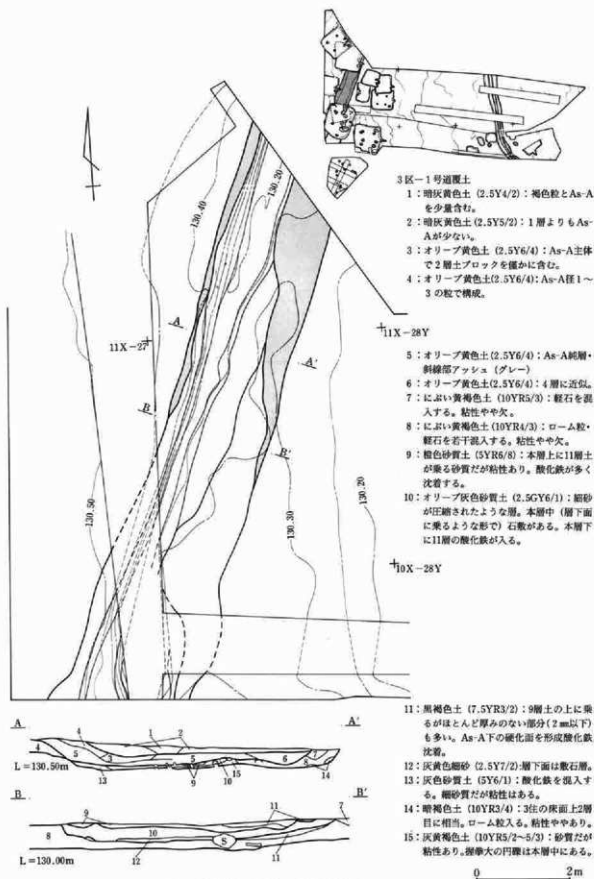 3区－1号道覆土
1：暗灰黄色土 (2.5Y4/2)：褐色粒とAs-A
を少量含む。
2：暗灰黄色土 (2.5Y5/2)：1層よりもAs-
Aが少ない。
3：オリーブ黄色土 (2.5Y6/4)：As-A主体
で2層土ブロックを僅かに含む。
4：オリーブ黄色土 (2.5Y6/4)：As-A径1～
3の粒で構成。
5：オリーブ黄色土 (2.5Y6/4)：As-A純層・
斜線部アッシュ (グレー)
6：オリーブ黄色土 (2.5Y6/4)：4層に近似。
7：にぶい黄褐色土 (10YR5/3)：軽石を混
入する。粘性やや欠。
8：にぶい黄褐色土 (10YR4/3)：ローム粒・
軽石を若干混入する。粘性やや欠。
9：橙色砂質土 (5YR6/8)：本層上に11層土
が乗る砂質だが粘性あり。酸化鉄が多く
沈着する。
10：オリーブ灰色砂質土 (2.5GY6/1)：細砂
が圧縮されたような層。本層中 (層下面
に乗るような形で) 石敷がある。本層下
に11層の酸化鉄が入る。
11：黒褐色土 (7.5YR3/2)：9層土の上に乗
るがほとんど厚みのない部分 (2㎜以下)
も多い。As-A下の硬化面を形成酸化鉄
沈着。
12：灰黄色細砂 (2.5Y7/2)：層下面は敷石層。
13：灰色砂質土 (5Y6/1)：酸化鉄を混入す
る。細砂質だが粘性はある。
14：暗褐色土 (10YR3/4)：3住の床面上2層
目に相当。ローム粒入る。粘性ややあり。
15：灰黄褐色土 (10YR5/2～5/3)：砂質だが
粘性あり。握拳大の円礫は本層中にある。
0 2m
130.40
130.20
11X-27
11X-28Y
A
A'
B
B'
130.50
130.30
130.20
10X-28Y
A
A'
4
4
5
3
1
2
5
7
6
8
L=130.50m
13
9
10
15
14
B
B'
9
11
7
8
10
S
12
11
L=130.00m